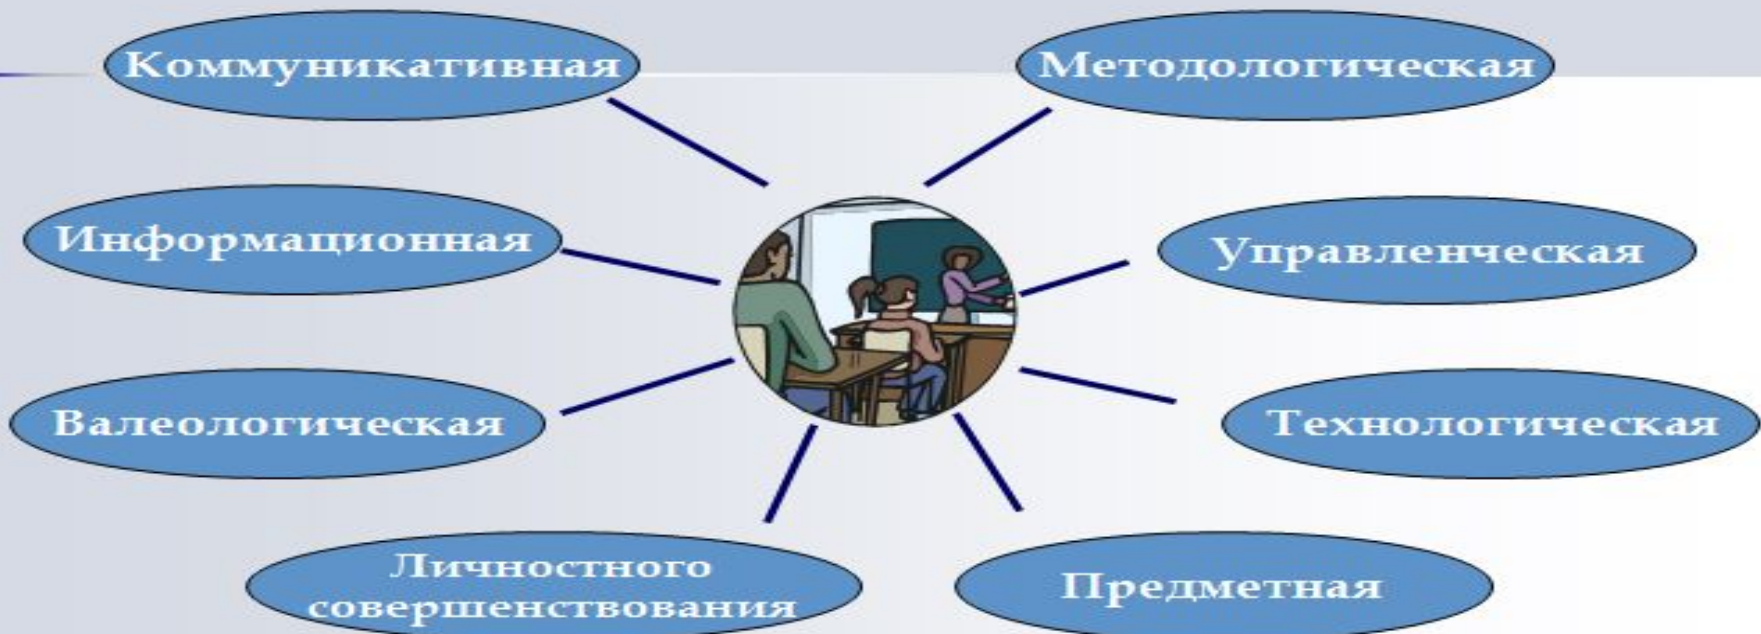 Коммуникативная
Методологическая
Информационная
Управленческая
Валеологическая
Технологическая
Личностного
совершенствования
Предметная